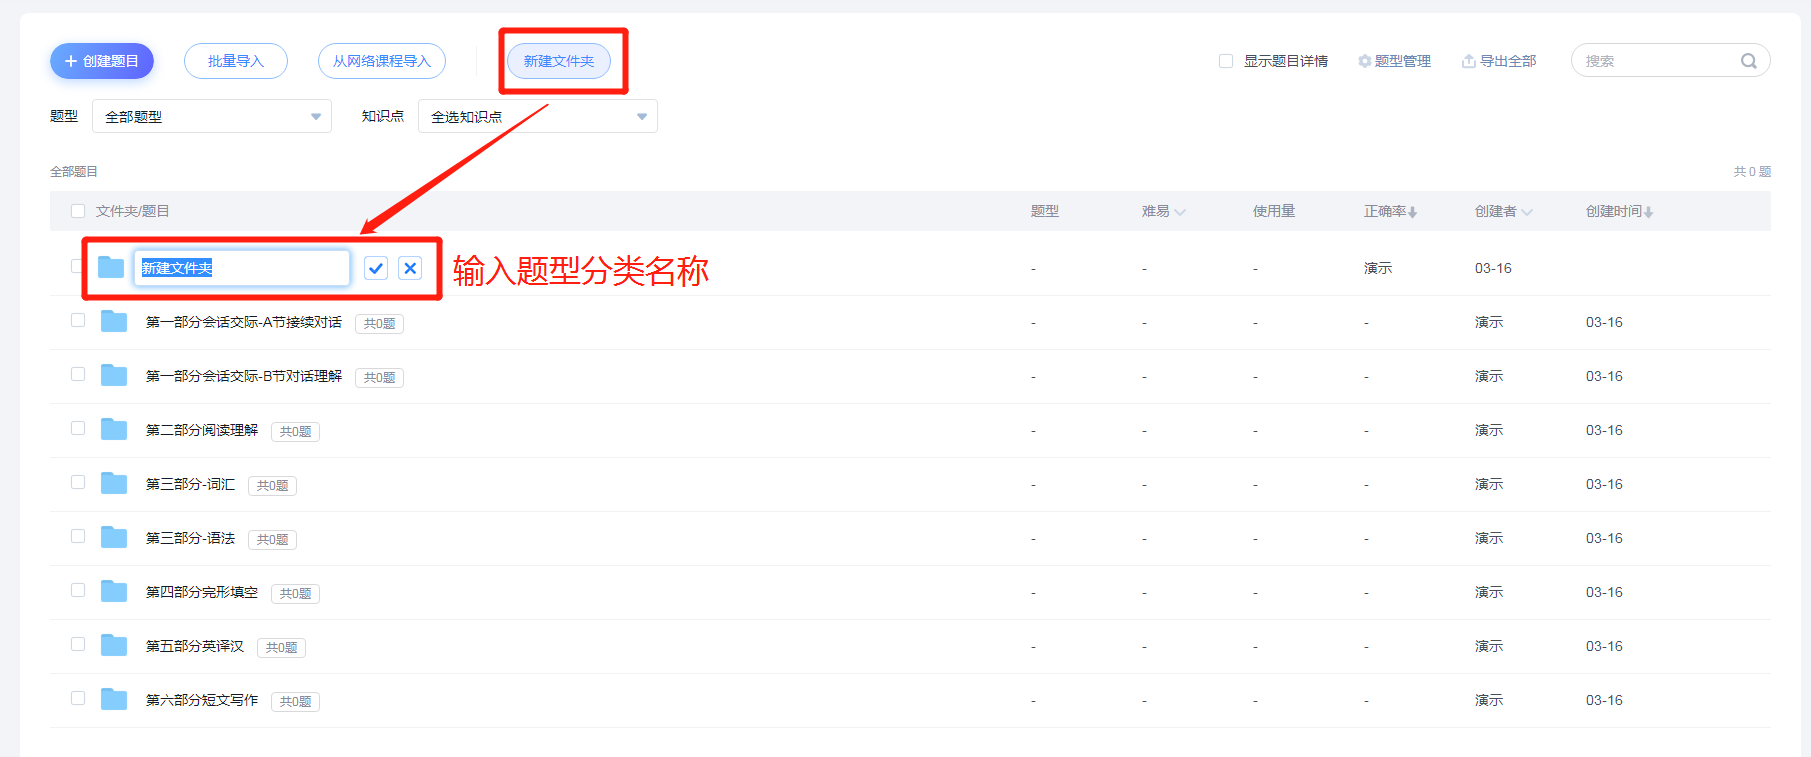 + 创建题目 批量导入 从网络课程导入 新建文件夹 显示题目详情 题型管理 导出全部 搜索
题型 全部题型 知识点 全选知识点
全部题目 共 0 题
文件夹/题目 题型 难易 使用量 正确率 创建者 创建时间
新建文件夹 输入题型分类名称 - - - 演示 03-16
第一部分会话交际-A节接续对话 共0题 - - - - 演示 03-16
第一部分会话交际-B节对话理解 共0题 - - - - 演示 03-16
第二部分阅读理解 共0题 - - - - 演示 03-16
第三部分-词汇 共0题 - - - - 演示 03-16
第三部分-语法 共0题 - - - - 演示 03-16
第四部分完形填空 共0题 - - - - 演示 03-16
第五部分英译汉 共0题 - - - - 演示 03-16
第六部分短文写作 共0题 - - - - 演示 03-16